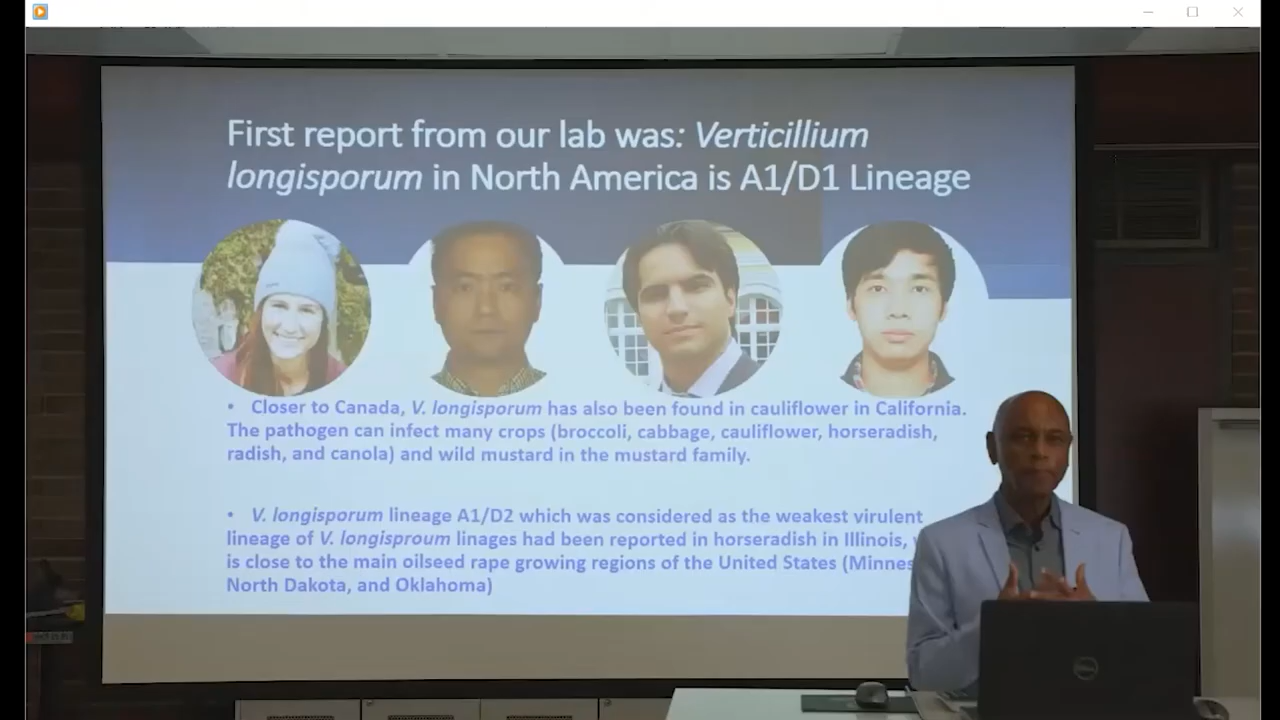 First report from our lab was: Verticillium
longisporum in North America is A1/D1 Lineage
• Closer to Canada, V. longisporum has also been found in cauliflower in California.
The pathogen can infect many crops (broccoli, cabbage, cauliflower, horseradish,
radish, and canola) and wild mustard in the mustard family.
• V. longisporum lineage A1/D2 which was considered as the weakest virulent
lineage of V. longisproum linages had been reported in horseradish in Illinois,
is close to the main oilseed rape growing regions of the United States (Minnes
North Dakota, and Oklahoma)
DELL